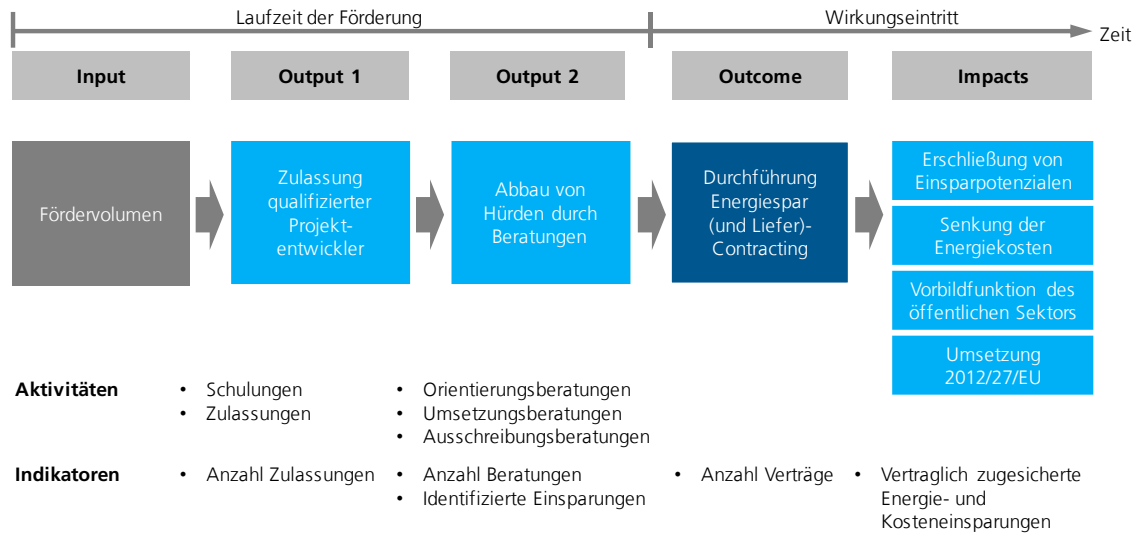 Laufzeit der Förderung
Wirkungseintritt
Zeit
Input
Output 1
Output 2
Outcome
Impacts
Fördervolumen
Zulassung
qualifizierter
Projekt-
entwickler
Abbau von
Hürden durch
Beratungen
Durchführung
Energiespar
(und Liefer)-
Contracting
Erschließung von
Einsparpotenzialen
Senkung der
Energiekosten
Vorbildfunktion des
öffentlichen Sektors
Umsetzung
2012/27/EU
Aktivitäten
• Schulungen
• Zulassungen
• Orientierungsberatungen
• Umsetzungsberatungen
• Ausschreibungsberatungen
Indikatoren
• Anzahl Zulassungen
• Anzahl Beratungen
• Identifizierte Einsparungen
• Anzahl Verträge
• Vertraglich zugesicherte
Energie- und
Kosteneinsparungen